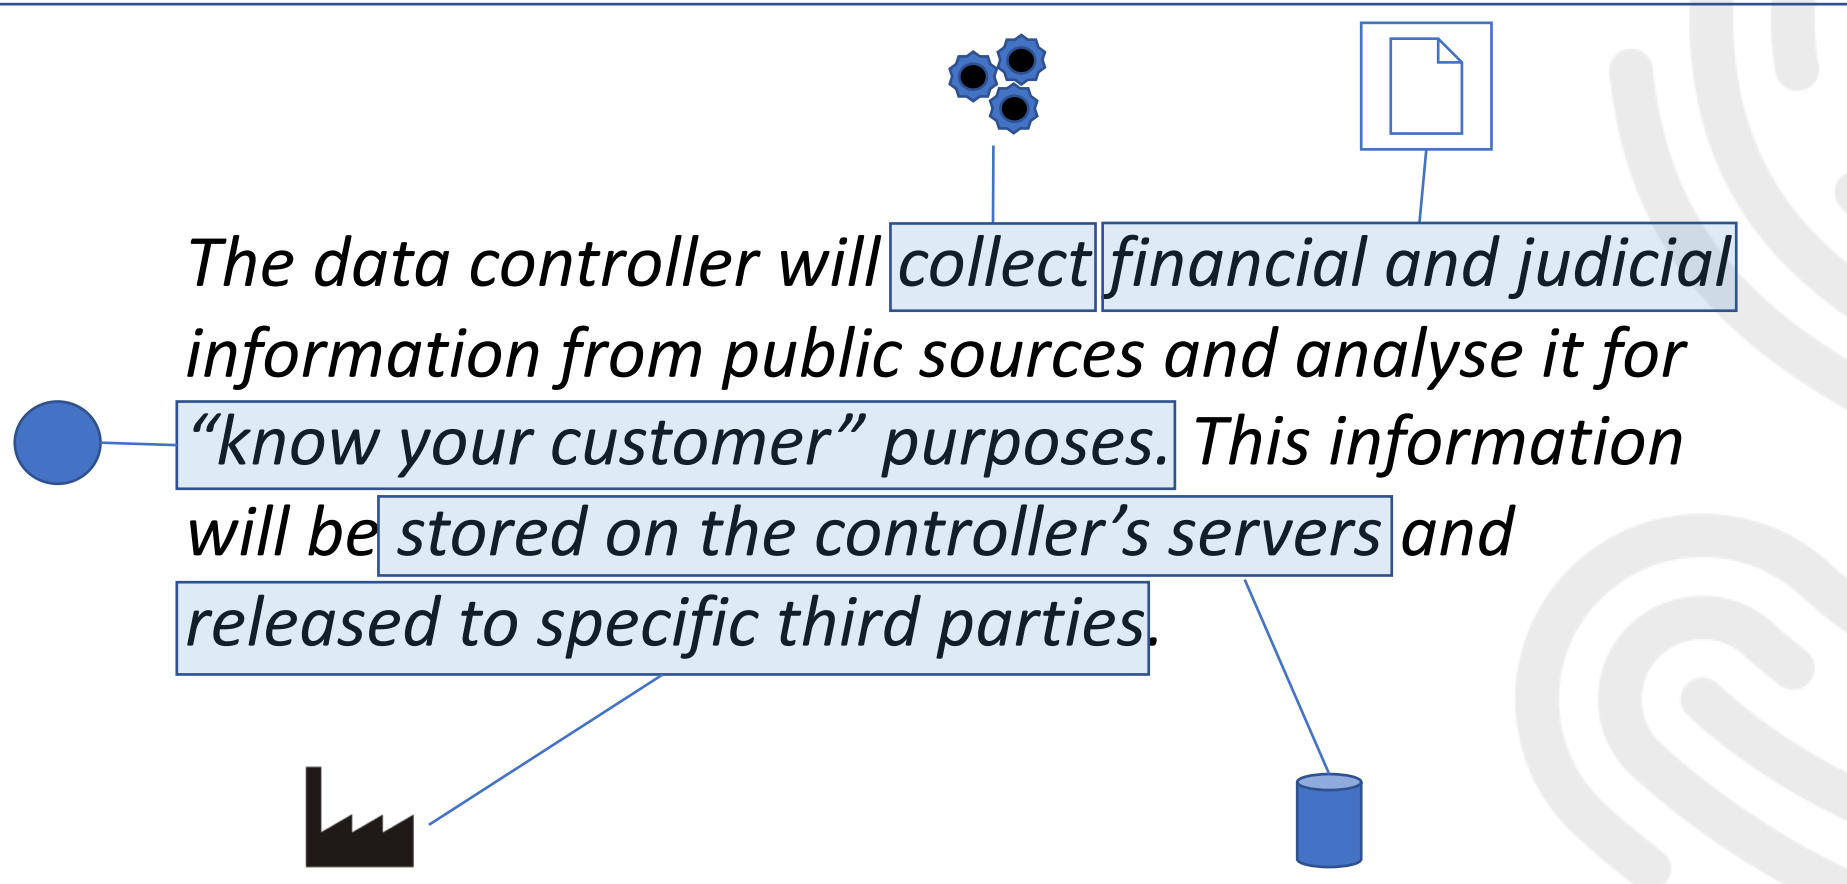 The data controller will collect financial and judicial
information from public sources and analyse it for
“know your customer” purposes. This information
will be stored on the controller’s servers and
released to specific third parties.